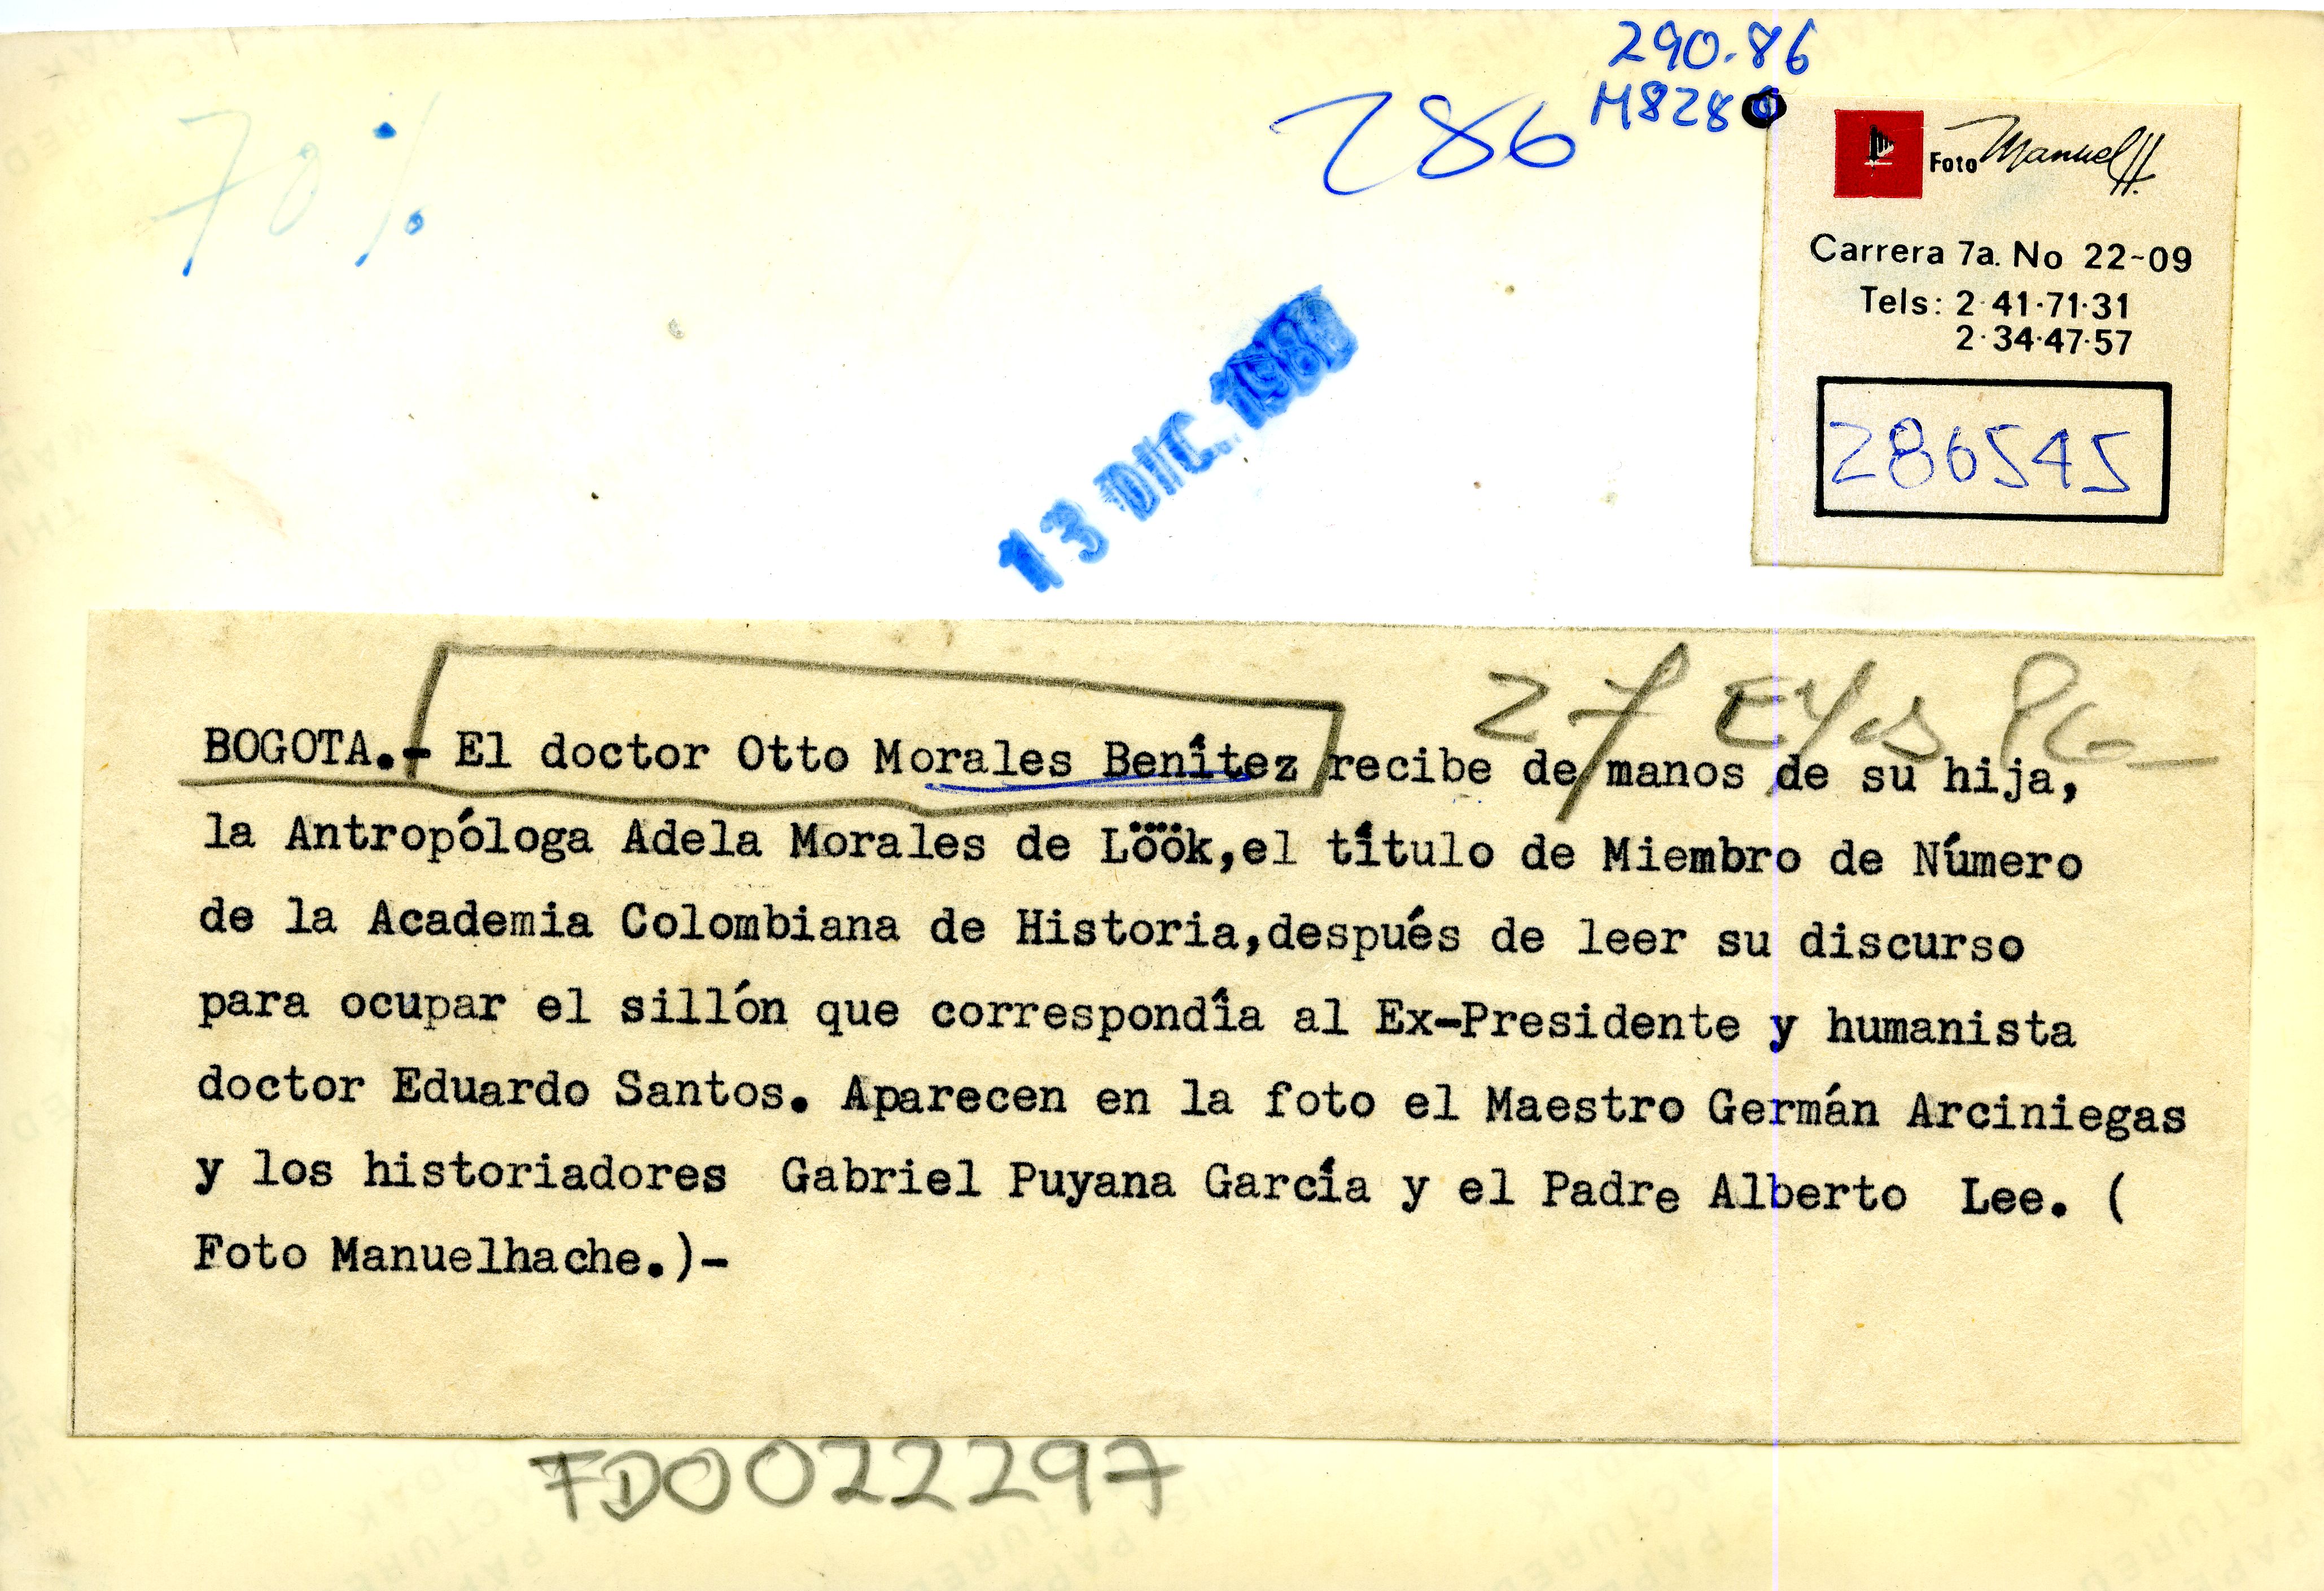 290.86
M828
286
70%
Foto Manuel H.
Carrera 7a. No 22-09
Tels: 2·41·71·31
2·34·47·57
286545
13 DIC. 1980
BOGOTA.- El doctor Otto Morales Benítez recibe de manos de su hija,
la Antropóloga Adela Morales de Löök,el título de Miembro de Número
de la Academia Colombiana de Historia,después de leer su discurso
para ocupar el sillón que correspondía al Ex-Presidente y humanista
doctor Eduardo Santos. Aparecen en la foto el Maestro Germán Arciniegas
y los historiadores Gabriel Puyana García y el Padre Alberto Lee. (
Foto Manuelhache.)-
FD0022297